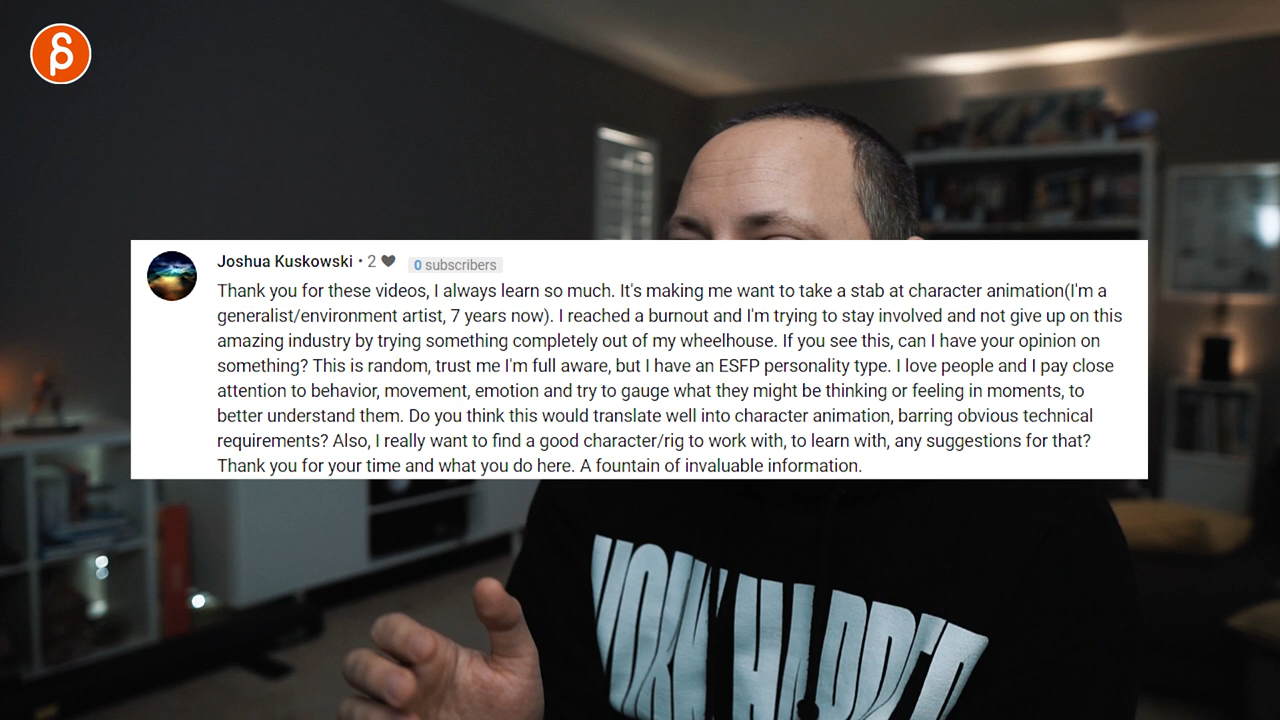 Joshua Kuskowski • 2 ♥ 0 subscribers
Thank you for these videos, I always learn so much. It's making me want to take a stab at character animation(I'm a
generalist/environment artist, 7 years now). I reached a burnout and I'm trying to stay involved and not give up on this
amazing industry by trying something completely out of my wheelhouse. If you see this, can I have your opinion on
something? This is random, trust me I'm full aware, but I have an ESFP personality type. I love people and I pay close
attention to behavior, movement, emotion and try to gauge what they might be thinking or feeling in moments, to
better understand them. Do you think this would translate well into character animation, barring obvious technical
requirements? Also, I really want to find a good character/rig to work with, to learn with, any suggestions for that?
Thank you for your time and what you do here. A fountain of invaluable information.